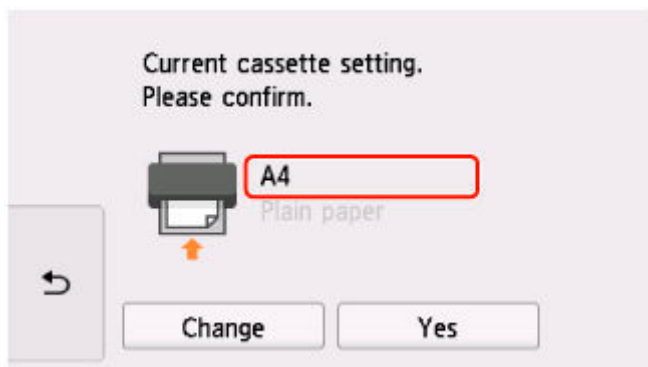 Current cassette setting.
Please confirm.
A4
Plain paper
Change
Yes